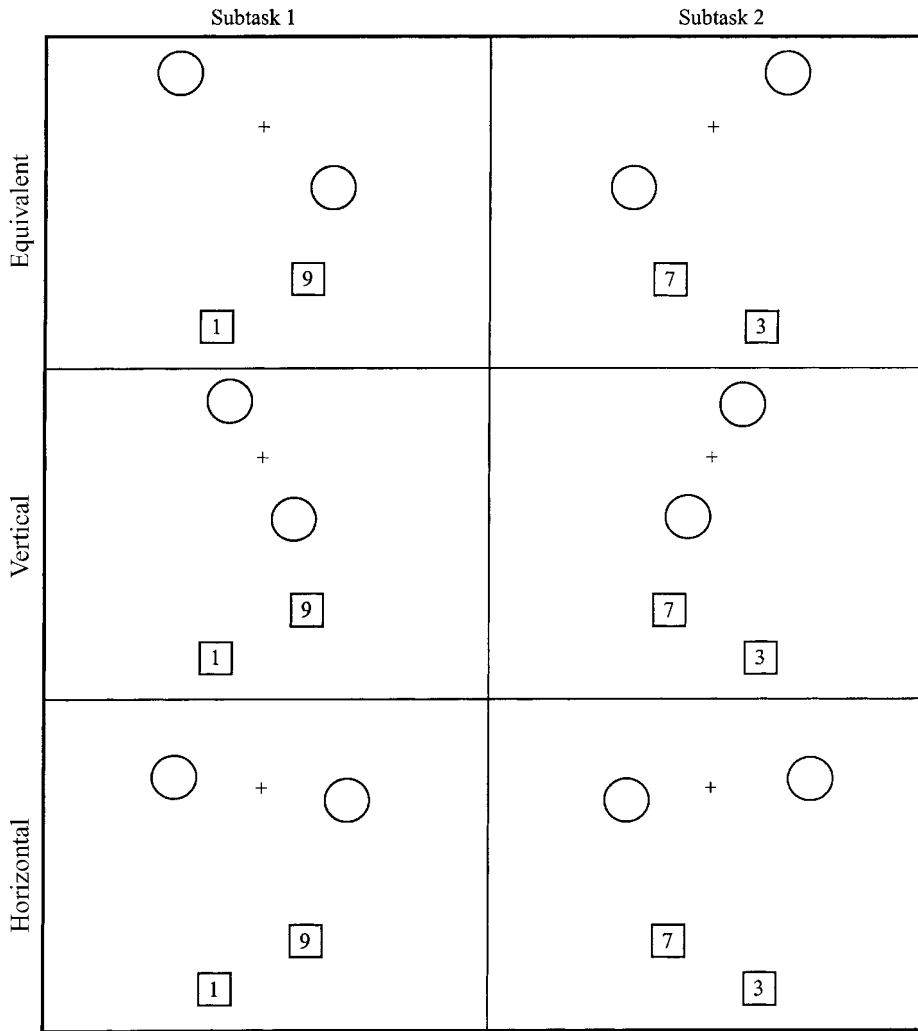 Subtask 1 Subtask 2
Equivalent
+ +
9 7
1 3
Vertical
+ +
9 7
1 3
Horizontal
+ +
9 7
1 3